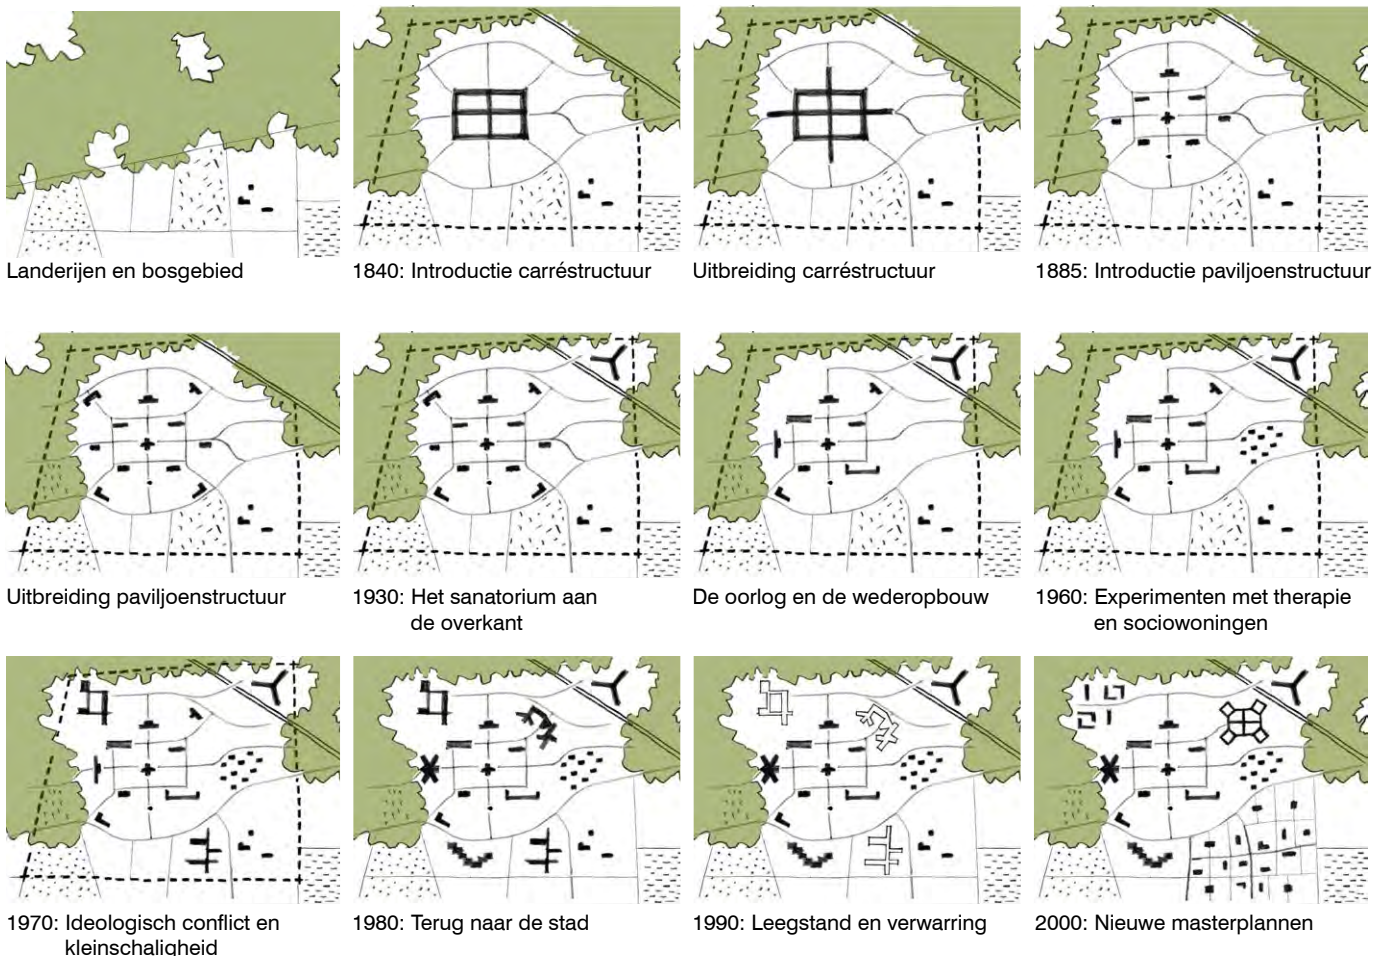 Landerijen en bosgebied
1840: Introductie carréstructuur
Uitbreiding carréstructuur
1885: Introductie paviljoenstructuur
Uitbreiding paviljoenstructuur
1930: Het sanatorium aan
de overkant
De oorlog en de wederopbouw
1960: Experimenten met therapie
en sociowoningen
1970: Ideologisch conflict en
kleinschaligheid
1980: Terug naar de stad
1990: Leegstand en verwarring
2000: Nieuwe masterplannen